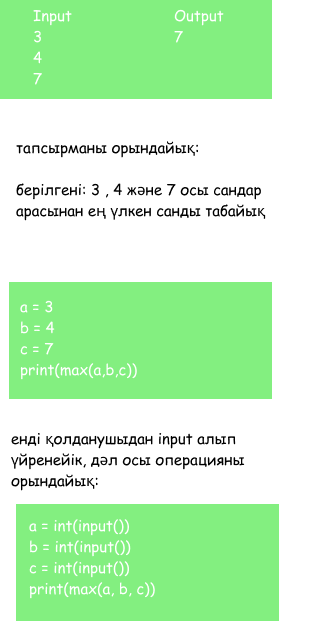 Input Output
3 7
4
7
тапсырманы орындайық:
берілгені: 3 , 4 және 7 осы сандар
арасынан ең үлкен санды табайық
a = 3
b = 4
c = 7
print(max(a,b,c))
енді қолданушыдан input алып
үйренейік, дәл осы операцияны
орындайық:
a = int(input())
b = int(input())
c = int(input())
print(max(a, b, c))